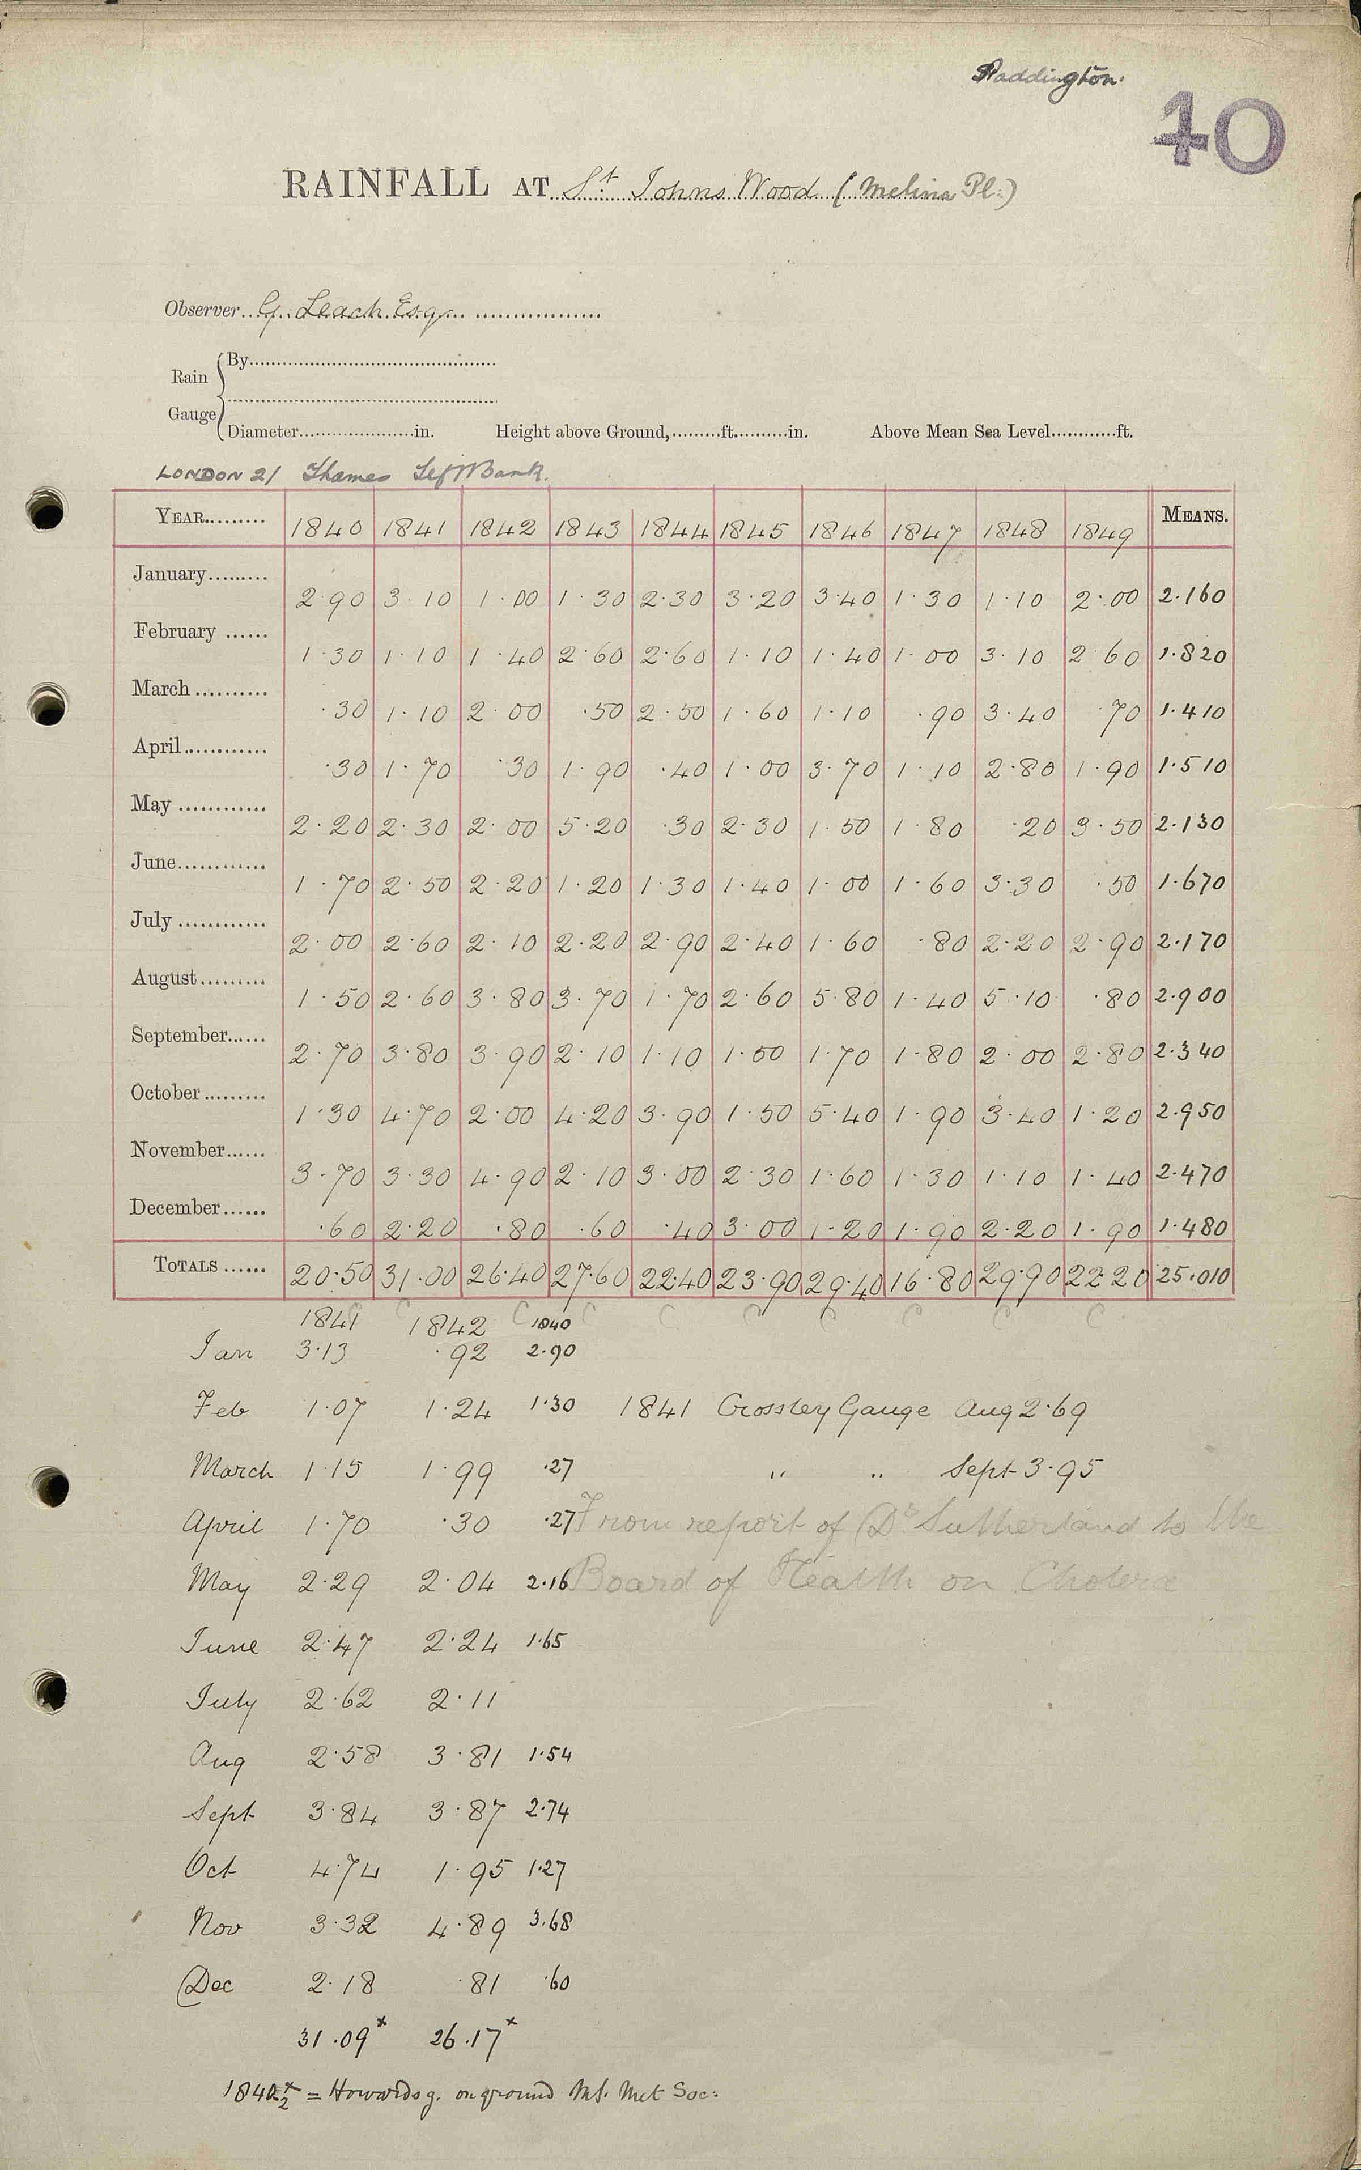 Paddington.
40
RAINFALL AT St. Johns Wood (Melina Pl:)
Observer G. Leach Esq
Rain Gauge
By
Diameter in. Height above Ground, ft. in. Above Mean Sea Level ft.
LONDON 21 Thames Left Bank.
YEAR 1840 1841 1842 1843 1844 1845 1846 1847 1848 1849 MEANS.
January 2.90 3.10 1.00 1.30 2.30 3.20 3.40 1.30 1.10 2.00 2.160
February 1.30 1.10 1.40 2.60 2.60 1.10 1.40 1.00 3.10 2.60 1.820
March .30 1.10 2.00 .50 2.50 1.60 1.10 .90 3.40 .70 1.410
April .30 1.70 .30 1.90 .40 1.00 3.70 1.10 2.80 1.90 1.510
May 2.20 2.30 2.00 5.20 .30 2.30 1.50 1.80 .20 3.50 2.130
June 1.70 2.50 2.20 1.20 1.30 1.40 1.00 1.60 3.30 .50 1.670
July 2.00 2.60 2.10 2.20 2.90 2.40 1.60 .80 2.20 2.90 2.170
August 1.50 2.60 3.80 3.70 1.70 2.60 5.80 1.40 5.10 .80 2.900
September 2.70 3.80 3.90 2.10 1.10 1.50 1.70 1.80 2.00 2.80 2.340
October 1.30 4.70 2.00 4.20 3.90 1.50 5.40 1.90 3.40 1.20 2.950
November 3.70 3.30 4.90 2.10 3.00 2.30 1.60 1.30 1.10 1.40 2.470
December .60 2.20 .80 .60 .40 3.00 1.20 1.90 2.20 1.90 1.480
TOTALS 20.50 31.00 26.40 27.60 22.40 23.90 29.40 16.80 29.90 22.20 25.010
C C C C C C C C C C
1841 1842 1840
Jan 3.13 .92 2.90
Feb 1.07 1.24 1.30 1841 Crossley Gauge Aug 2.69
March 1.15 1.99 .27 " " Sept 3.95
April 1.70 .30 .27 From report of Dr Sutherland to the
May 2.29 2.04 2.16 Board of Health on Cholera
June 2.47 2.24 1.65
July 2.62 2.11
Aug 2.58 3.81 1.54
Sept 3.84 3.87 2.74
Oct 4.74 1.95 1.27
Nov 3.32 4.89 3.68
Dec 2.18 .81 .60
31.09x 26.17x
1840-2x = Howards g. on ground MS. Met Soc: